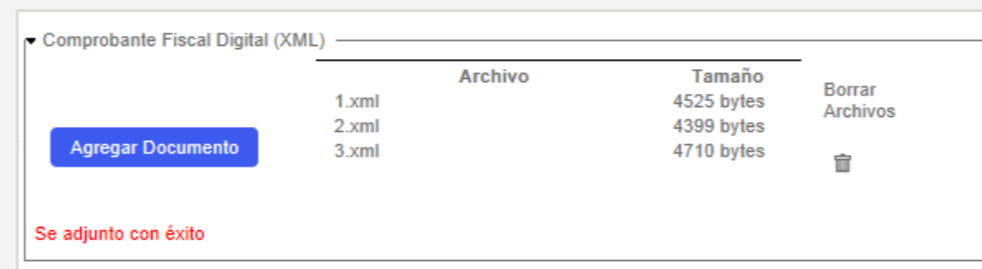 Comprobante Fiscal Digital (XML)
Archivo Tamaño
1.xml 4525 bytes
2.xml 4399 bytes
3.xml 4710 bytes
Borrar
Archivos
Agregar Documento
Se adjunto con éxito